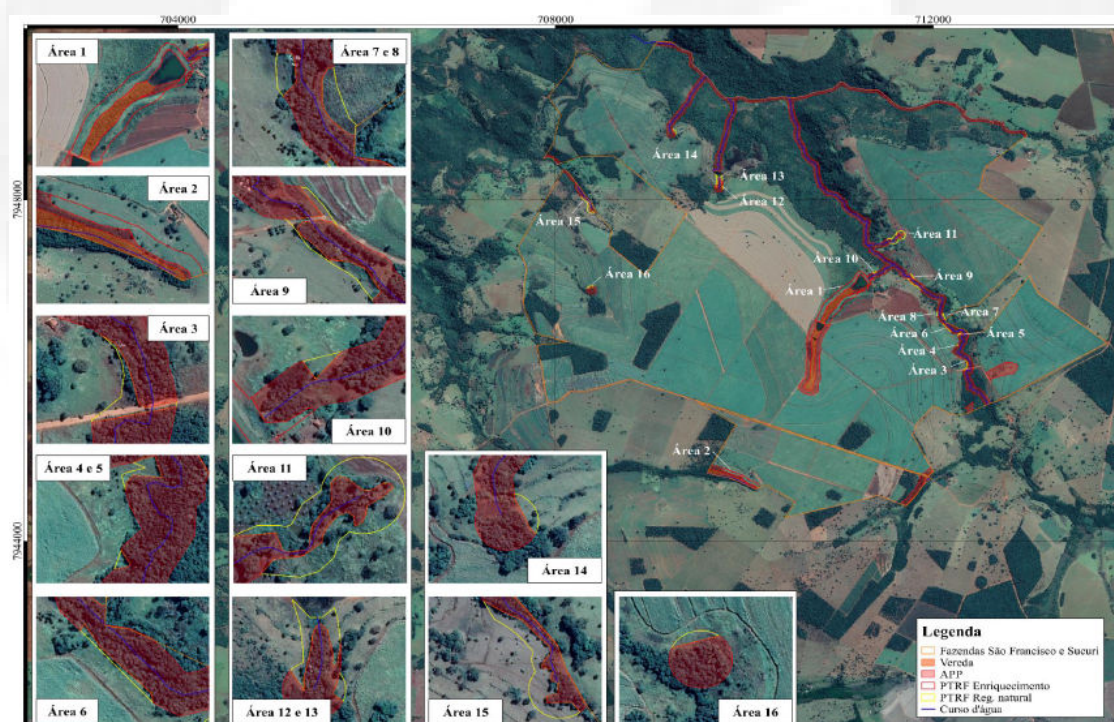 704000
708000
712000
7948000
7944000
Área 1
Área 2
Área 3
Área 4 e 5
Área 6
Área 7 e 8
Área 9
Área 10
Área 11
Área 12 e 13
Área 14
Área 15
Área 16
Área 14
Área 13
Área 12
Área 15
Área 16
Área 11
Área 10
Área 9
Área 1
Área 8
Área 7
Área 6
Área 5
Área 4
Área 3
Área 2
Legenda
Fazendas São Francisco e Sucuri
Vereda
APP
PTRF Enriquecimento
PTRF Reg. natural
Curso d'água